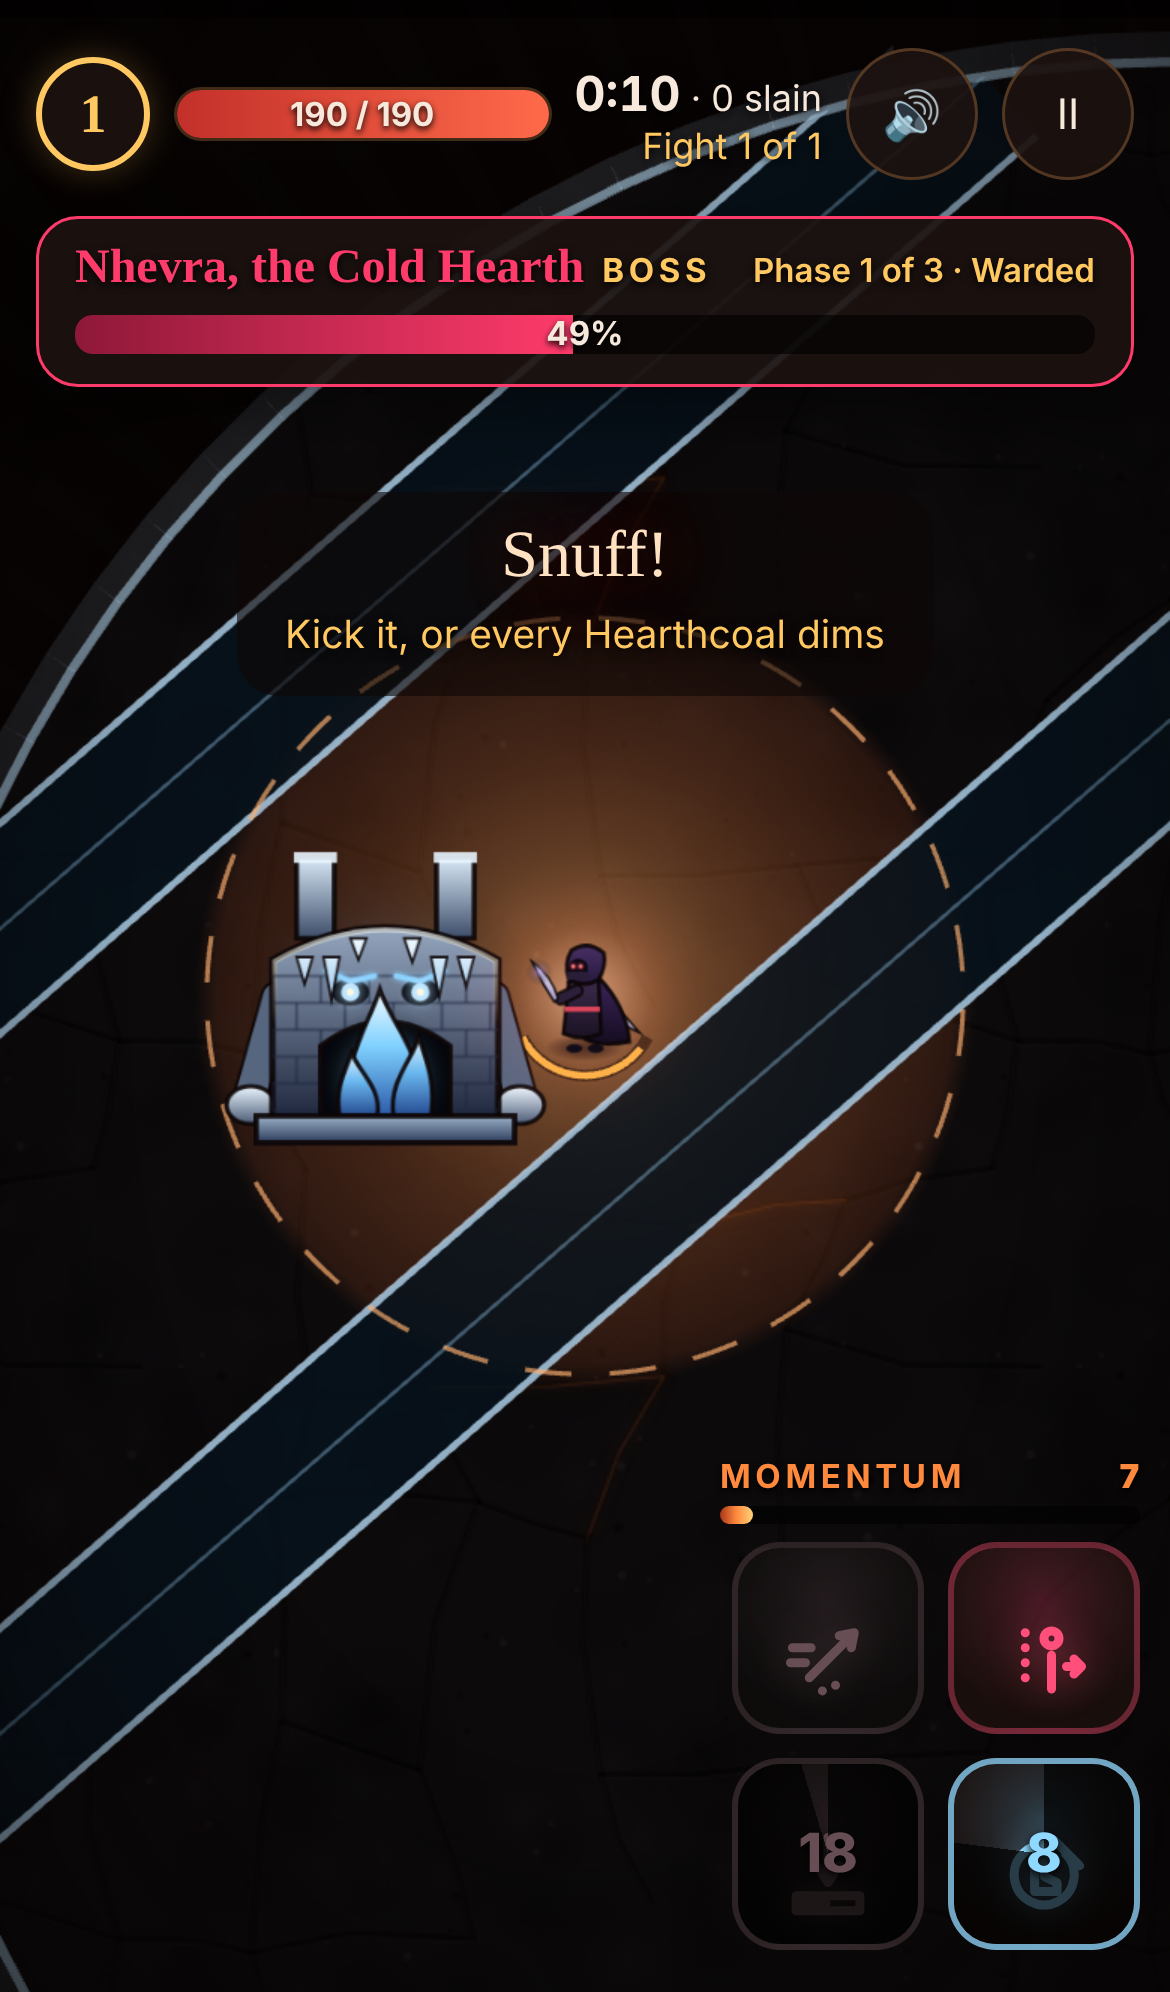 1
190 / 190
0:10 · 0 slain
Fight 1 of 1
Nhevra, the Cold Hearth BOSS Phase 1 of 3 · Warded
49%
Snuff!
Kick it, or every Hearthcoal dims
MOMENTUM 7
18 8